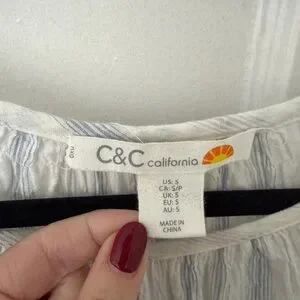 C&C california
US: S
CA: S/P
UK: S
EU: S
AU: S
MADE IN
CHINA